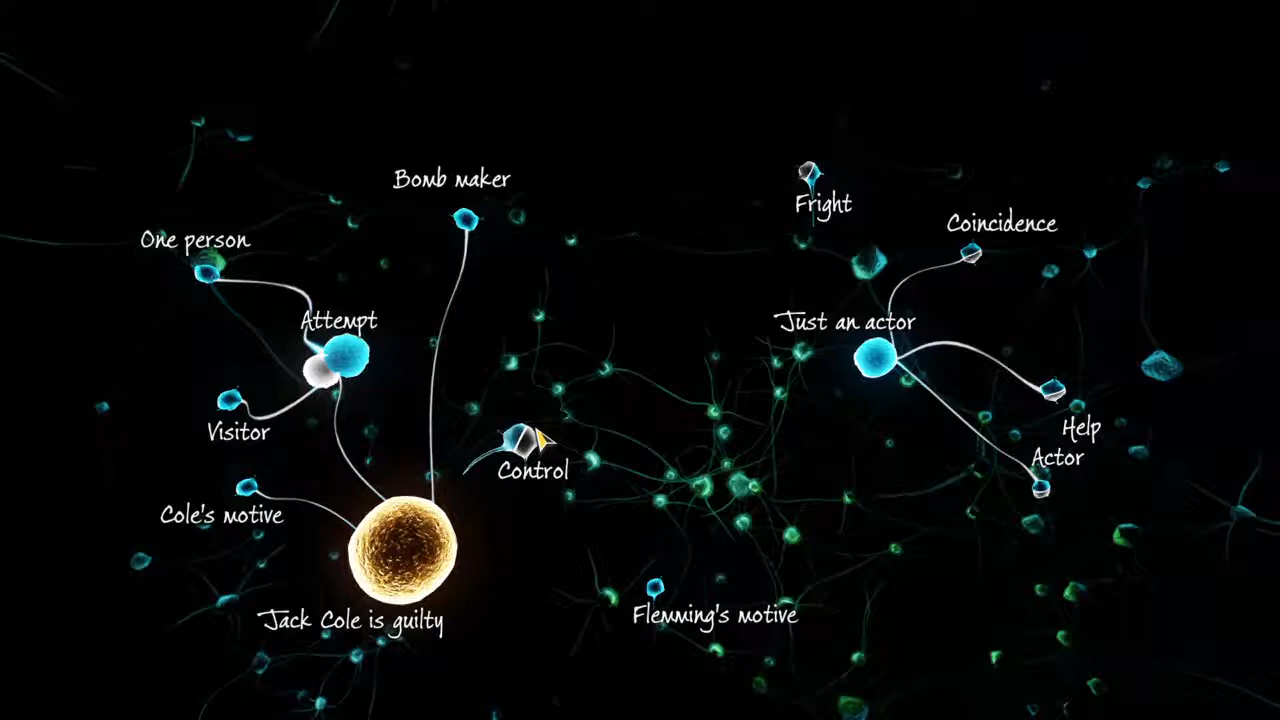 Bomb maker
Fright
Coincidence
One person
Attempt
Just an actor
Visitor
Help
Actor
Control
Cole's motive
Flemming's motive
Jack Cole is guilty